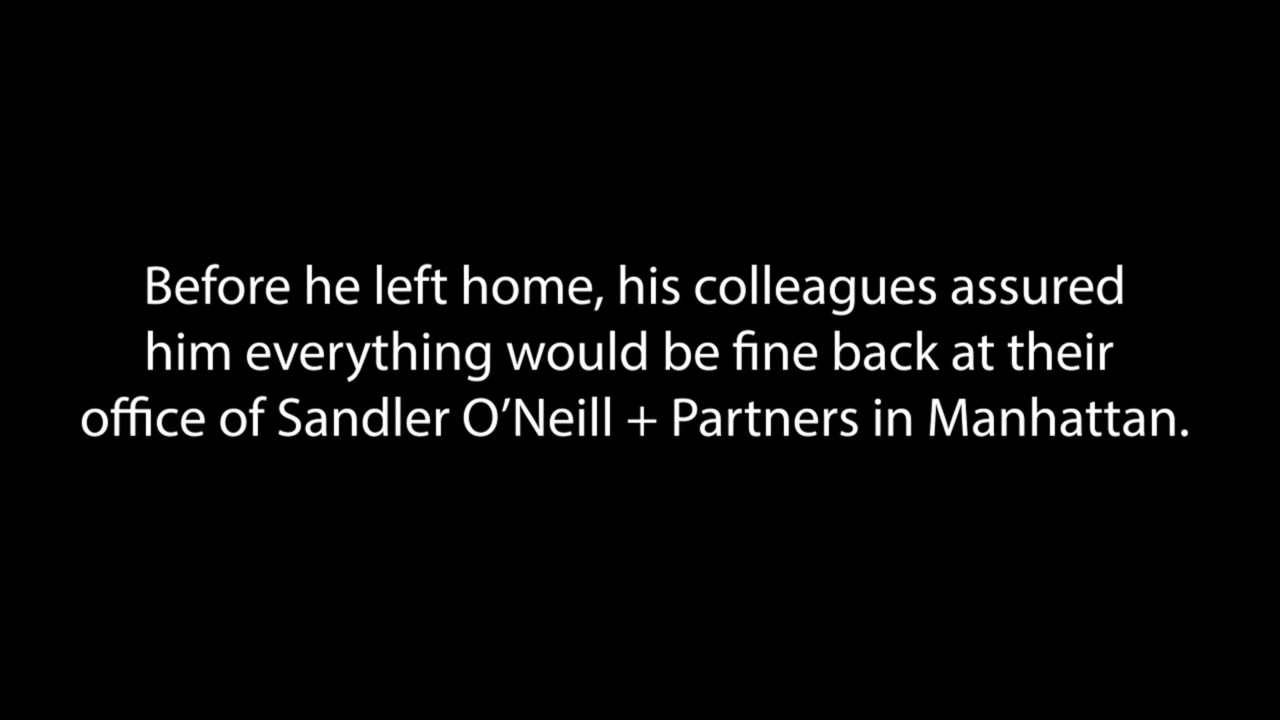 Before he left home, his colleagues assured
him everything would be fine back at their
office of Sandler O’Neill + Partners in Manhattan.